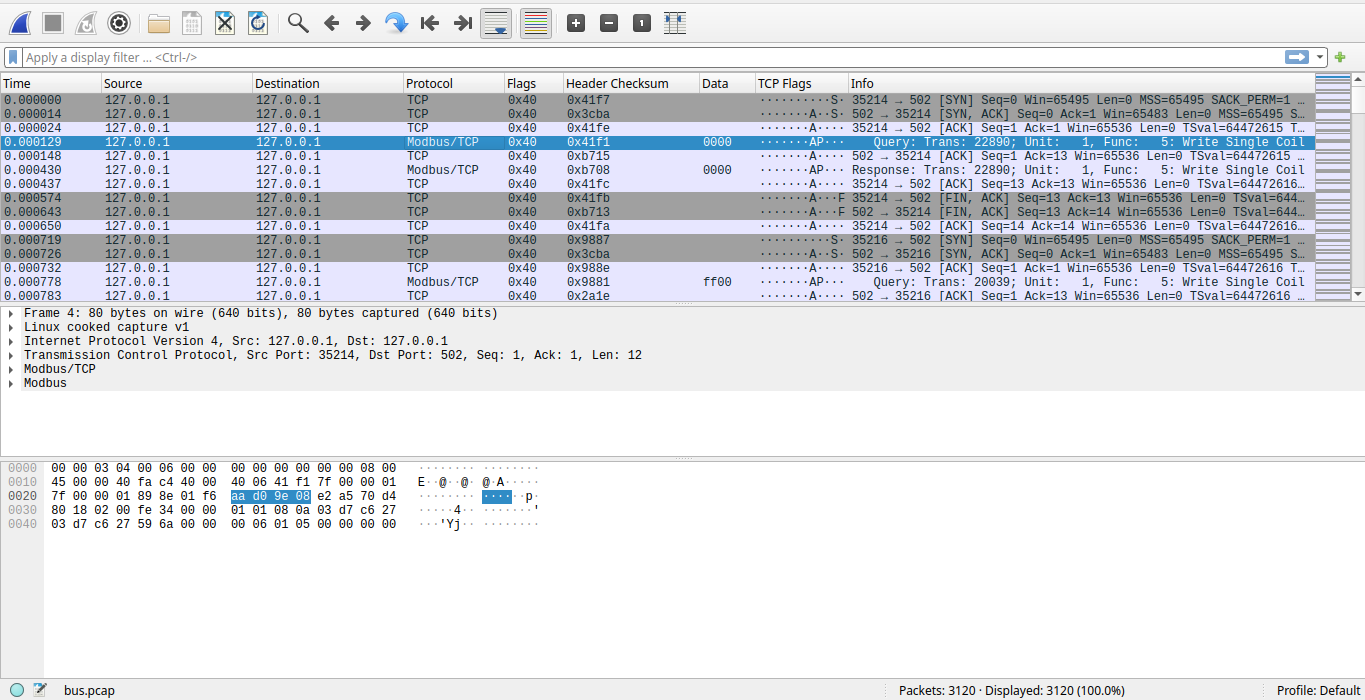 Apply a display filter ... <Ctrl-/>
Time Source Destination Protocol Flags Header Checksum Data TCP Flags Info
0.000000 127.0.0.1 127.0.0.1 TCP 0x40 0x41f7 ··········S· 35214 → 502 [SYN] Seq=0 Win=65495 Len=0 MSS=65495 SACK_PERM=1 …
0.000014 127.0.0.1 127.0.0.1 TCP 0x40 0x3cba ·······A··S· 502 → 35214 [SYN, ACK] Seq=0 Ack=1 Win=65483 Len=0 MSS=65495 S…
0.000024 127.0.0.1 127.0.0.1 TCP 0x40 0x41fe ·······A···· 35214 → 502 [ACK] Seq=1 Ack=1 Win=65536 Len=0 TSval=64472615 T…
0.000129 127.0.0.1 127.0.0.1 Modbus/TCP 0x40 0x41f1 0000 ·······AP··· Query: Trans: 22890; Unit: 1, Func: 5: Write Single Coil
0.000148 127.0.0.1 127.0.0.1 TCP 0x40 0xb715 ·······A···· 502 → 35214 [ACK] Seq=1 Ack=13 Win=65536 Len=0 TSval=64472615 …
0.000430 127.0.0.1 127.0.0.1 Modbus/TCP 0x40 0xb708 0000 ·······AP··· Response: Trans: 22890; Unit: 1, Func: 5: Write Single Coil
0.000437 127.0.0.1 127.0.0.1 TCP 0x40 0x41fc ·······A···· 35214 → 502 [ACK] Seq=13 Ack=13 Win=65536 Len=0 TSval=6447261…
0.000574 127.0.0.1 127.0.0.1 TCP 0x40 0x41fb ·······A···F 35214 → 502 [FIN, ACK] Seq=13 Ack=13 Win=65536 Len=0 TSval=644…
0.000643 127.0.0.1 127.0.0.1 TCP 0x40 0xb713 ·······A···F 502 → 35214 [FIN, ACK] Seq=13 Ack=14 Win=65536 Len=0 TSval=644…
0.000650 127.0.0.1 127.0.0.1 TCP 0x40 0x41fa ·······A···· 35214 → 502 [ACK] Seq=14 Ack=14 Win=65536 Len=0 TSval=6447261…
0.000719 127.0.0.1 127.0.0.1 TCP 0x40 0x9887 ··········S· 35216 → 502 [SYN] Seq=0 Win=65495 Len=0 MSS=65495 SACK_PERM=1 …
0.000726 127.0.0.1 127.0.0.1 TCP 0x40 0x3cba ·······A··S· 502 → 35216 [SYN, ACK] Seq=0 Ack=1 Win=65483 Len=0 MSS=65495 S…
0.000732 127.0.0.1 127.0.0.1 TCP 0x40 0x988e ·······A···· 35216 → 502 [ACK] Seq=1 Ack=1 Win=65536 Len=0 TSval=64472616 T…
0.000778 127.0.0.1 127.0.0.1 Modbus/TCP 0x40 0x9881 ff00 ·······AP··· Query: Trans: 20039; Unit: 1, Func: 5: Write Single Coil
0.000783 127.0.0.1 127.0.0.1 TCP 0x40 0x2a1e ·······A···· 502 → 35216 [ACK] Seq=1 Ack=13 Win=65536 Len=0 TSval=64472616 …
Frame 4: 80 bytes on wire (640 bits), 80 bytes captured (640 bits)
Linux cooked capture v1
Internet Protocol Version 4, Src: 127.0.0.1, Dst: 127.0.0.1
Transmission Control Protocol, Src Port: 35214, Dst Port: 502, Seq: 1, Ack: 1, Len: 12
Modbus/TCP
Modbus
0000 00 00 03 04 00 06 00 00 00 00 00 00 00 00 08 00 ········ ········
0010 45 00 00 40 fa c4 40 00 40 06 41 f1 7f 00 00 01 E··@··@· @·A·····
0020 7f 00 00 01 89 8e 01 f6 aa d0 9e 08 e2 a5 70 d4 ········ ······p·
0030 80 18 02 00 fe 34 00 00 01 01 08 0a 03 d7 c6 27 ·····4·· ·······'
0040 03 d7 c6 27 59 6a 00 00 00 06 01 05 00 00 00 00 ···'Yj·· ········
bus.pcap Packets: 3120 · Displayed: 3120 (100.0%) Profile: Default